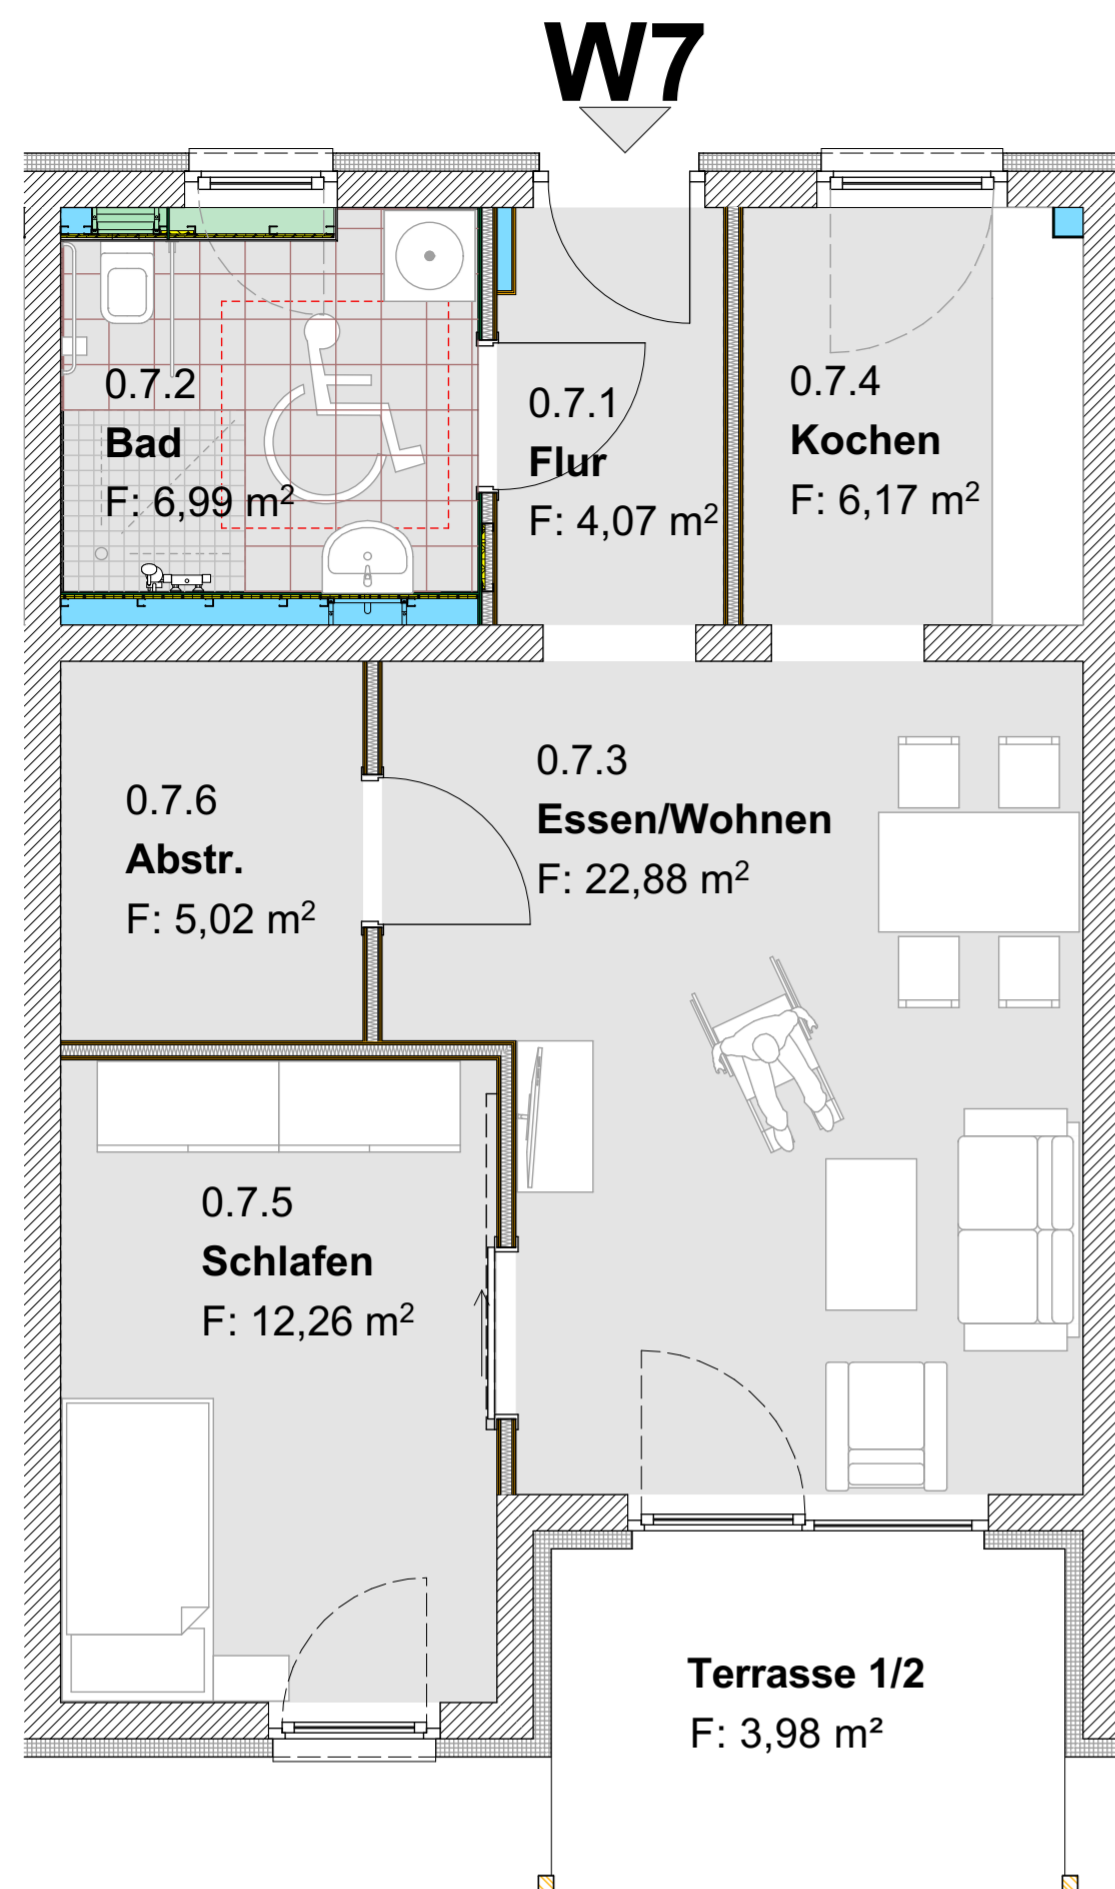 W7
0.7.2
Bad
F: 6,99 m²
0.7.1
Flur
F: 4,07 m²
0.7.4
Kochen
F: 6,17 m²
0.7.6
Abstr.
F: 5,02 m²
0.7.3
Essen/Wohnen
F: 22,88 m²
0.7.5
Schlafen
F: 12,26 m²
Terrasse 1/2
F: 3,98 m²